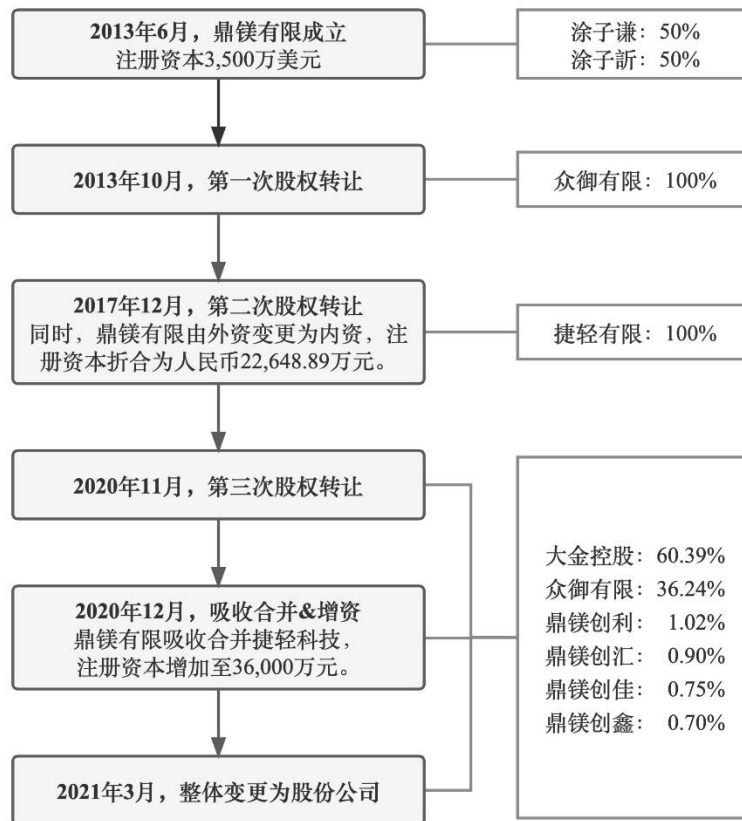 2013年6月，鼎镁有限成立
注册资本3,500万美元
涂子谦：50%
涂子訢：50%
2013年10月，第一次股权转让
众御有限：100%
2017年12月，第二次股权转让
同时，鼎镁有限由外资变更为内资，注
册资本折合为人民币22,648.89万元。
捷轻有限：100%
2020年11月，第三次股权转让
2020年12月，吸收合并&增资
鼎镁有限吸收合并捷轻科技，
注册资本增加至36,000万元。
2021年3月，整体变更为股份公司
大金控股：60.39%
众御有限：36.24%
鼎镁创利： 1.02%
鼎镁创汇： 0.90%
鼎镁创佳： 0.75%
鼎镁创鑫： 0.70%